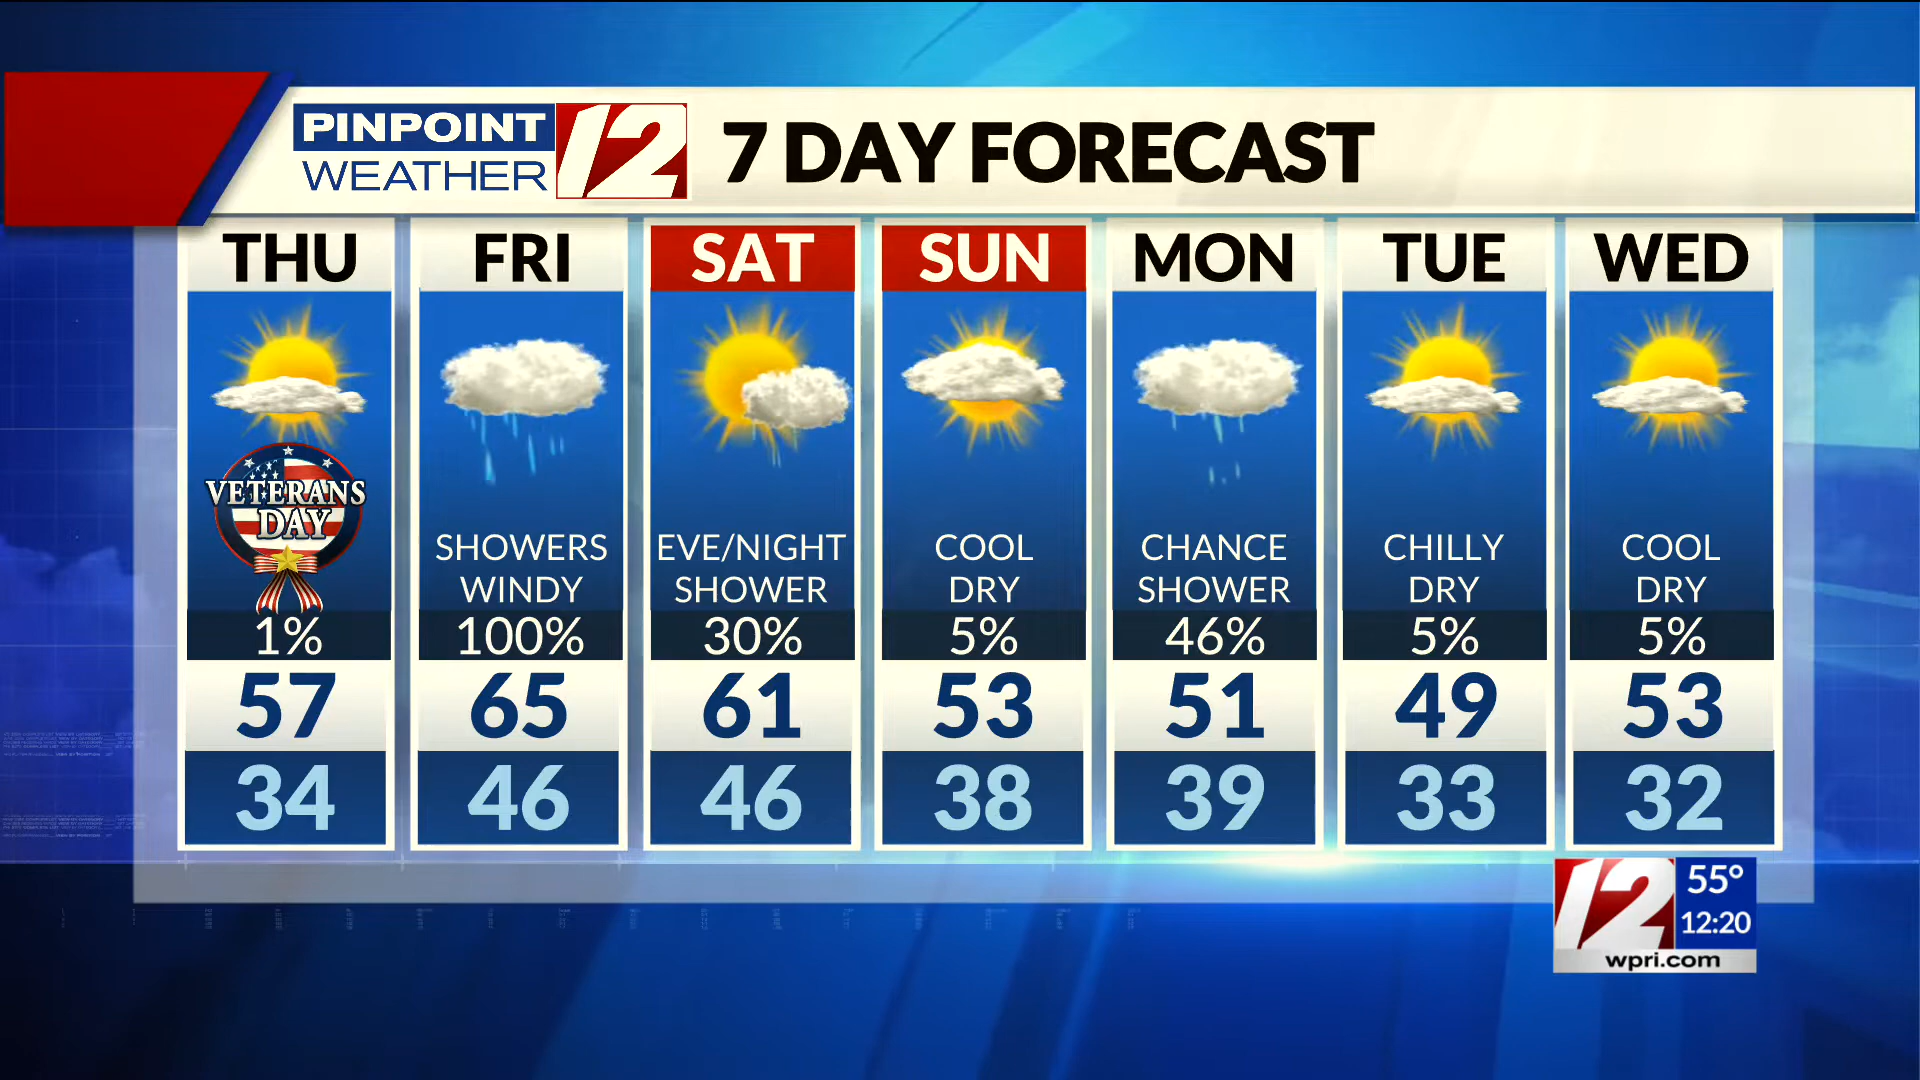 PINPOINT
WEATHER
12
7 DAY FORECAST
THU FRI SAT SUN MON TUE WED
VETERANS
DAY
SHOWERS
WINDY
EVE/NIGHT
SHOWER
COOL
DRY
CHANCE
SHOWER
CHILLY
DRY
COOL
DRY
1% 100% 30% 5% 46% 5% 5%
57 65 61 53 51 49 53
34 46 46 38 39 33 32
12
55°
12:20
wpri.com